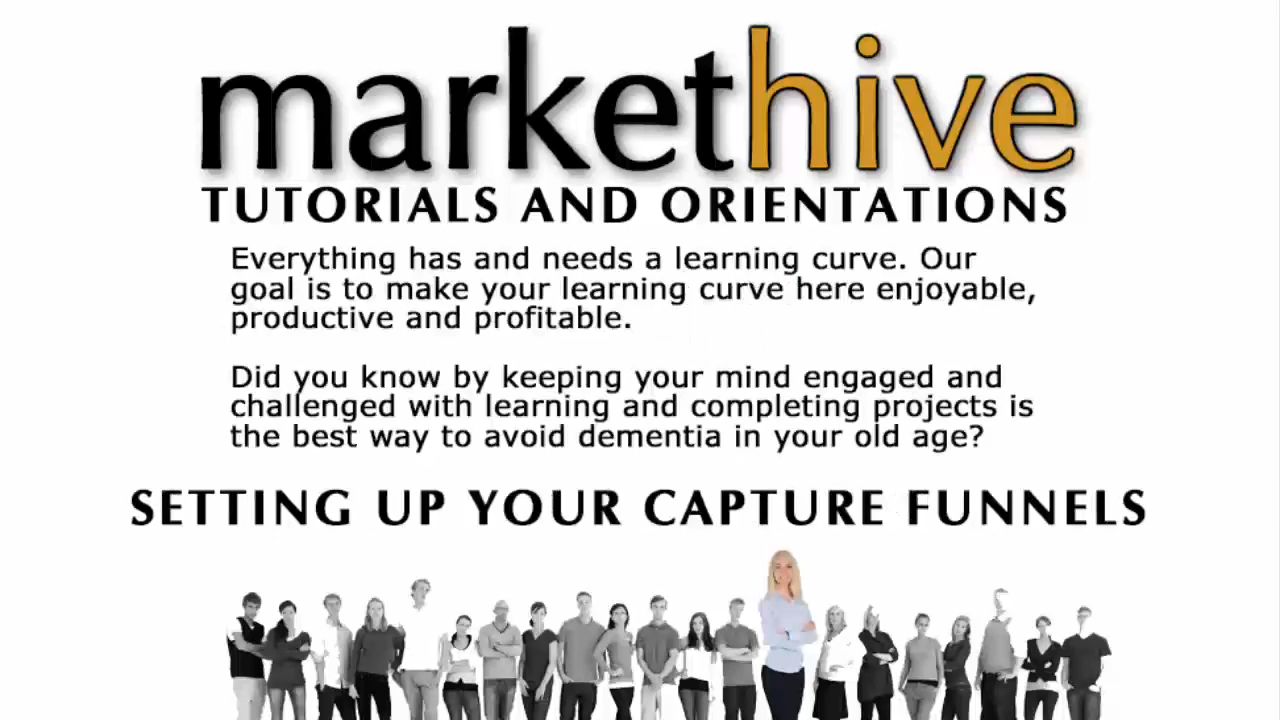 markethive
TUTORIALS AND ORIENTATIONS
Everything has and needs a learning curve. Our
goal is to make your learning curve here enjoyable,
productive and profitable.
Did you know by keeping your mind engaged and
challenged with learning and completing projects is
the best way to avoid dementia in your old age?
SETTING UP YOUR CAPTURE FUNNELS